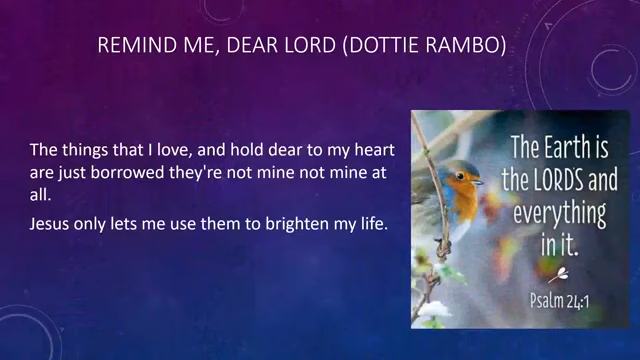 REMIND ME, DEAR LORD (DOTTIE RAMBO)
The things that I love, and hold dear to my heart
are just borrowed they're not mine not mine at
all.
Jesus only lets me use them to brighten my life.
The Earth is
the LORD'S and
everything
in it.
Psalm 24:1